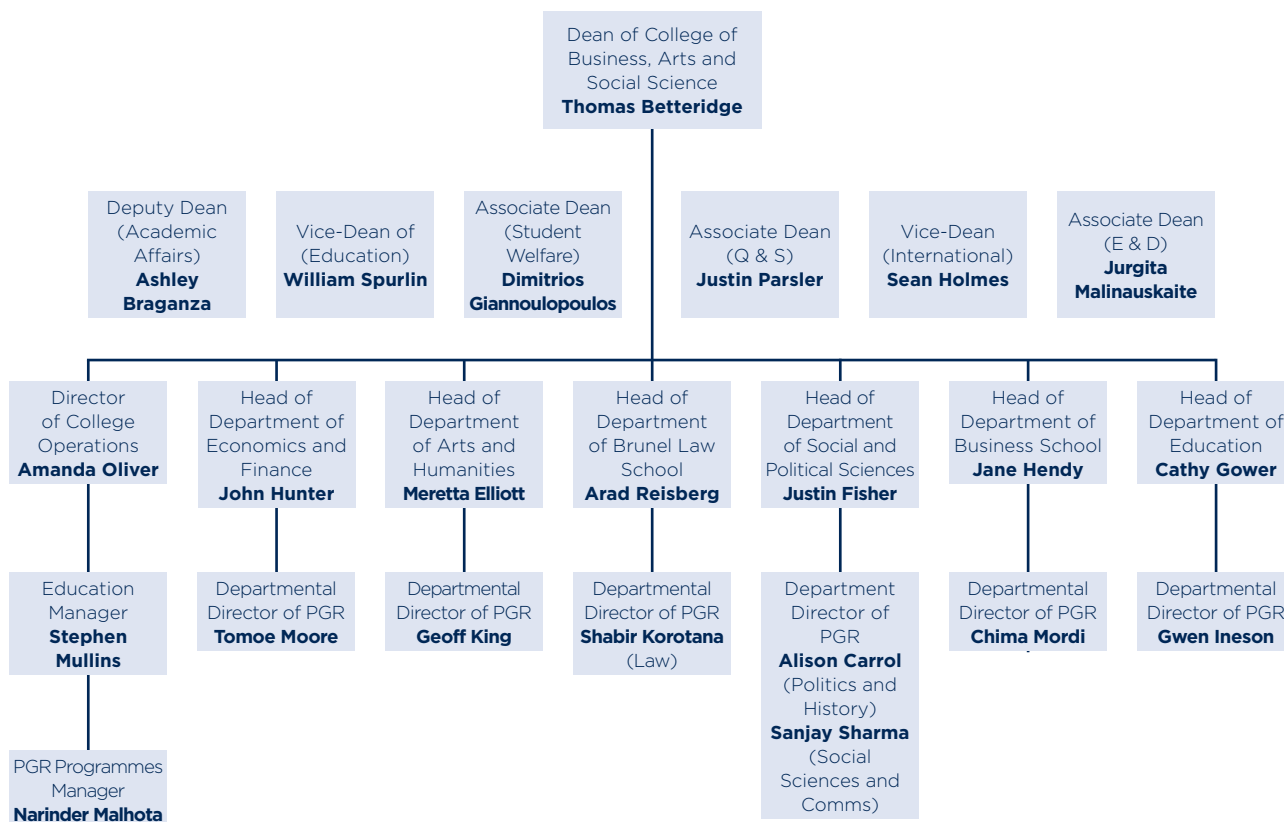 Dean of College of
Business, Arts and
Social Science
Thomas Betteridge
Deputy Dean
(Academic
Affairs)
Ashley
Braganza
Vice-Dean of
(Education)
William Spurlin
Associate Dean
(Student
Welfare)
Dimitrios
Giannoulopoulos
Associate Dean
(Q & S)
Justin Parsler
Vice-Dean
(International)
Sean Holmes
Associate Dean
(E & D)
Jurgita
Malinauskaite
Director
of College
Operations
Amanda Oliver
Head of
Department of
Economics and
Finance
John Hunter
Head of
Department
of Arts and
Humanities
Meretta Elliott
Head of
Department
of Brunel Law
School
Arad Reisberg
Head of
Department
of Social and
Political Sciences
Justin Fisher
Head of
Department of
Business School
Jane Hendy
Head of
Department of
Education
Cathy Gower
Education
Manager
Stephen
Mullins
Departmental
Director of PGR
Tomoe Moore
Departmental
Director of PGR
Geoff King
Departmental
Director of PGR
Shabir Korotana
(Law)
Department
Director of
PGR
Alison Carrol
(Politics and
History)
Sanjay Sharma
(Social
Sciences and
Comms)
Departmental
Director of PGR
Chima Mordi
Departmental
Director of PGR
Gwen Ineson
PGR Programmes
Manager
Narinder Malhota